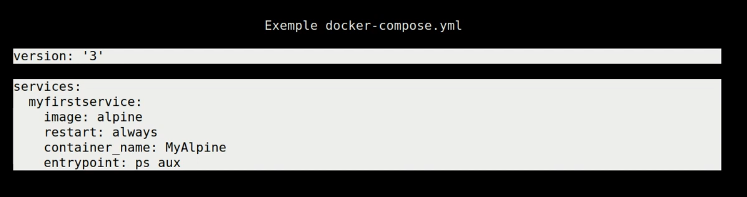 Exemple docker-compose.yml
version: '3'
services:
  myfirstservice:
    image: alpine
    restart: always
    container_name: MyAlpine
    entrypoint: ps aux